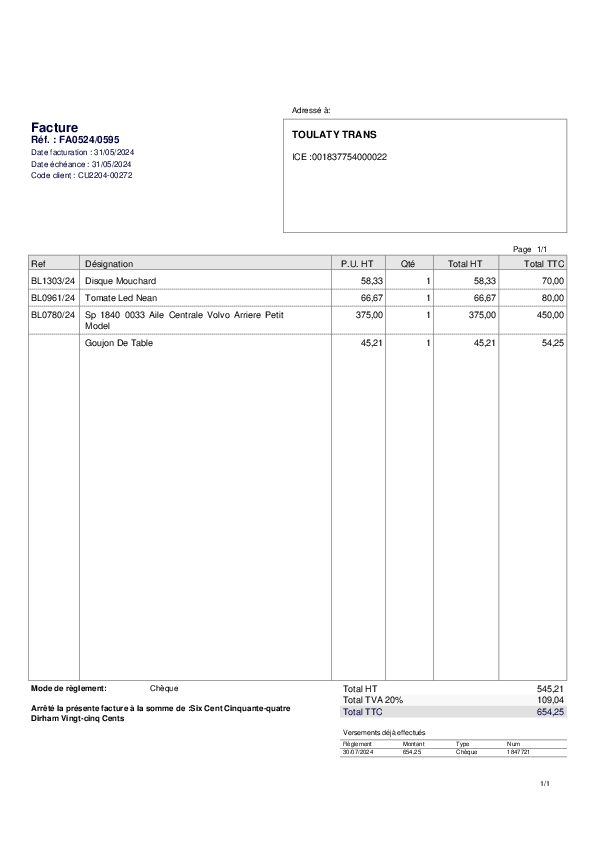 Adressé à:
Facture
Réf. : FA0524/0595
Date facturation : 31/05/2024
Date échéance : 31/05/2024
Code client : CU2204-00272
TOULATY TRANS
ICE :001837754000022
Page 1/1
Ref Désignation P.U. HT Qté Total HT Total TTC
BL1303/24 Disque Mouchard 58,33 1 58,33 70,00
BL0961/24 Tomate Led Nean 66,67 1 66,67 80,00
BL0780/24 Sp 1840 0033 Aile Centrale Volvo Arriere Petit 375,00 1 375,00 450,00
Model
Goujon De Table 45,21 1 45,21 54,25
Mode de règlement: Chèque
Arrêté la présente facture à la somme de :Six Cent Cinquante-quatre
Dirham Vingt-cinq Cents
Total HT 545,21
Total TVA 20% 109,04
Total TTC 654,25
Versements déjà effectués
Règlement Montant Type Num
30/07/2024 654,25 Chèque 1847721
1/1